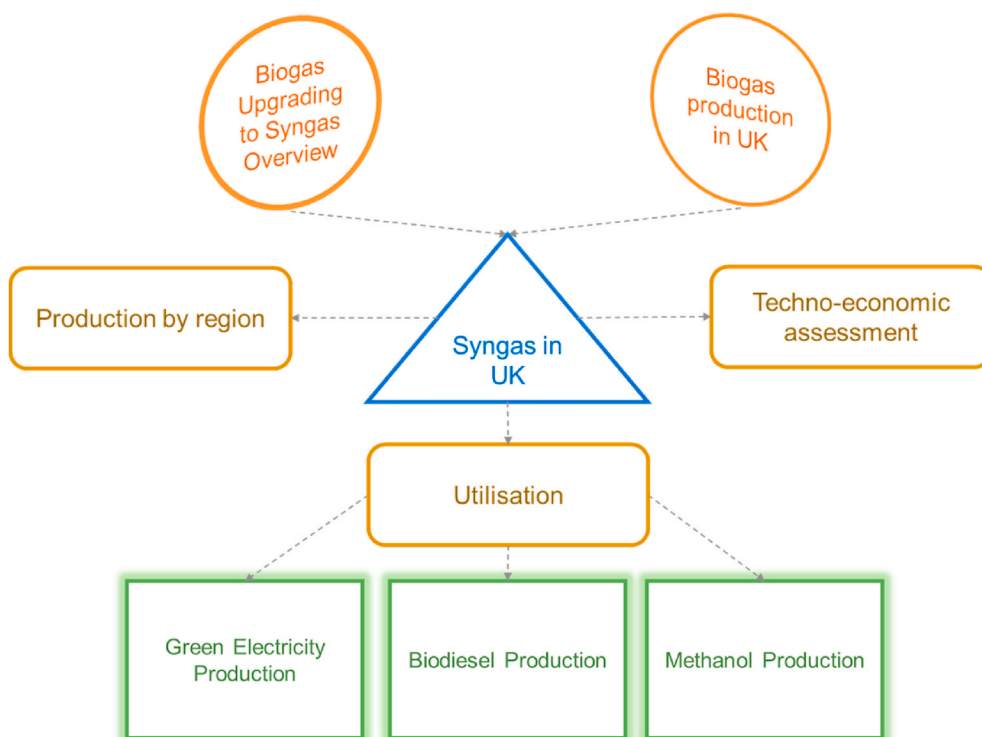 Biogas
Upgrading
to Syngas
Overview
Biogas
production
in UK
Production by region
Syngas in
UK
Techno-economic
assessment
Utilisation
Green Electricity
Production
Biodiesel Production
Methanol Production